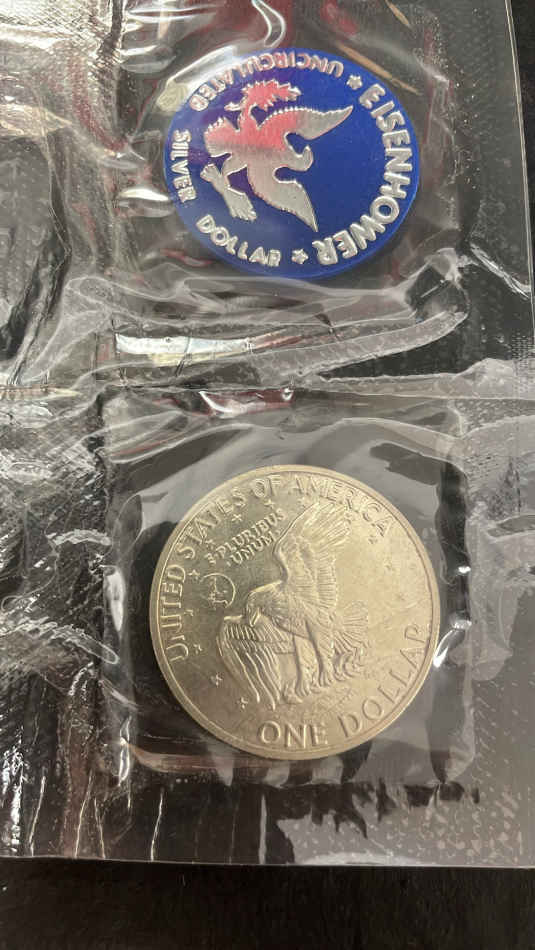 EISENHOWER
UNCIRCULATED
SILVER DOLLAR
UNITED STATES OF AMERICA
E·PLURIBUS
UNUM
ONE DOLLAR